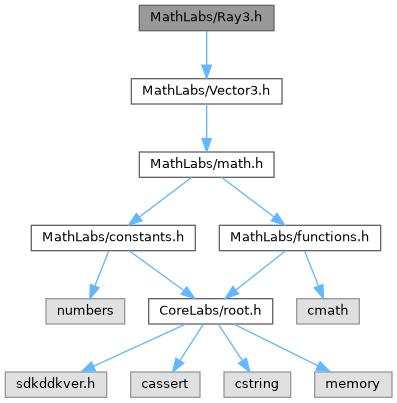 MathLabs/Ray3.h
MathLabs/Vector3.h
MathLabs/math.h
MathLabs/constants.h
MathLabs/functions.h
numbers
CoreLabs/root.h
cmath
sdkddkver.h
cassert
cstring
memory